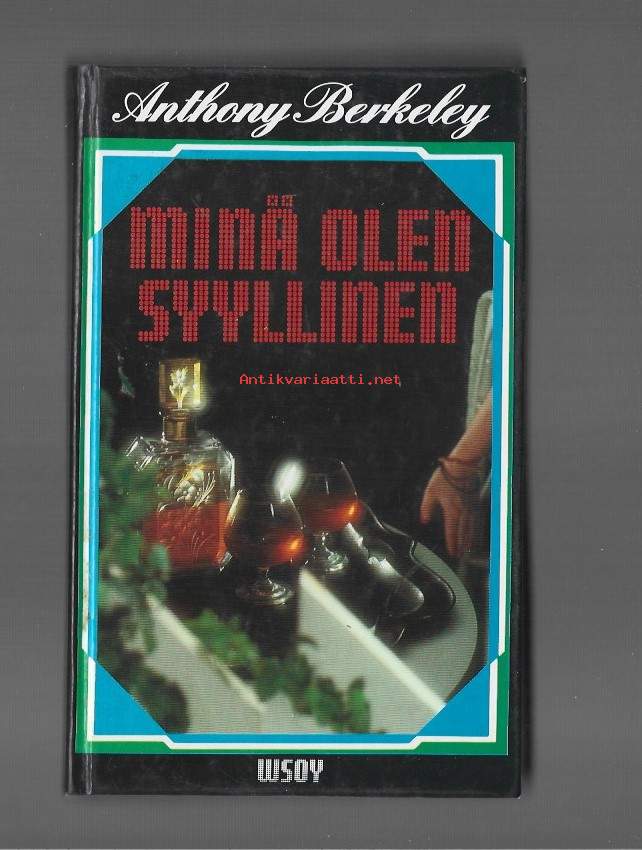 Anthony Berkeley
MINÄ OLEN
SYYLLINEN
Antikvariaatti.net
WSOY